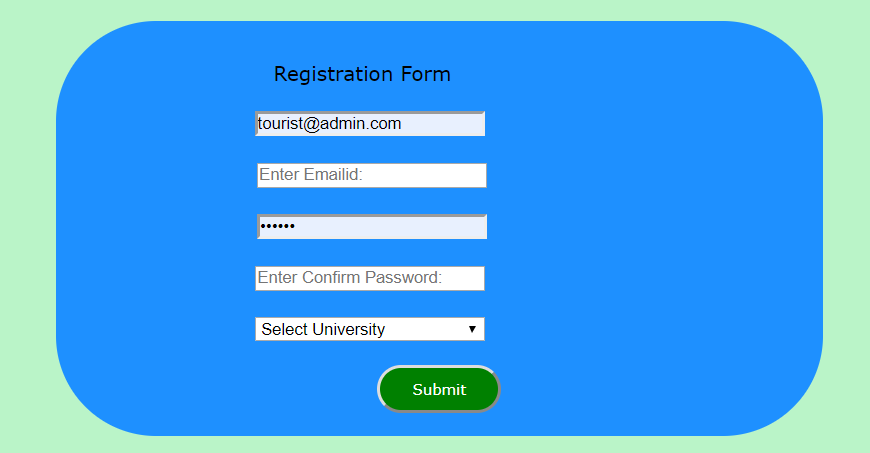 Registration Form
tourist@admin.com
Enter Emailid:
••••••
Enter Confirm Password:
Select University
Submit